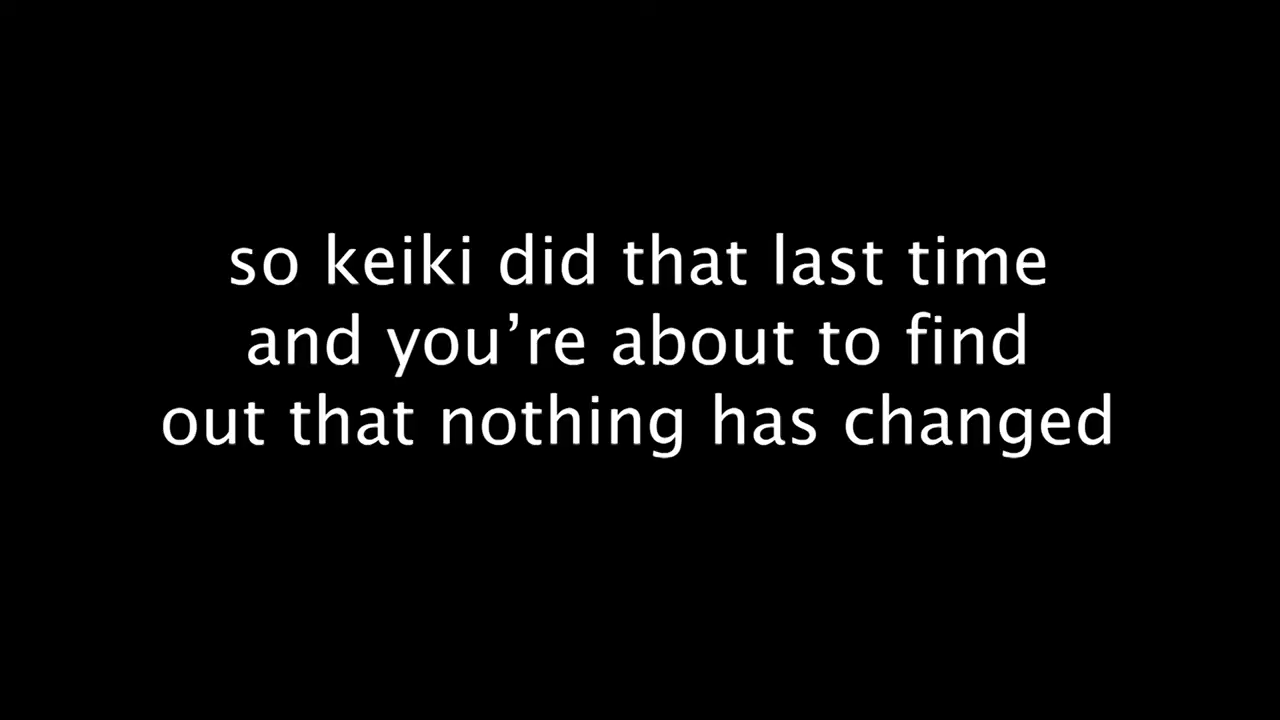 so keiki did that last time
and you’re about to find
out that nothing has changed